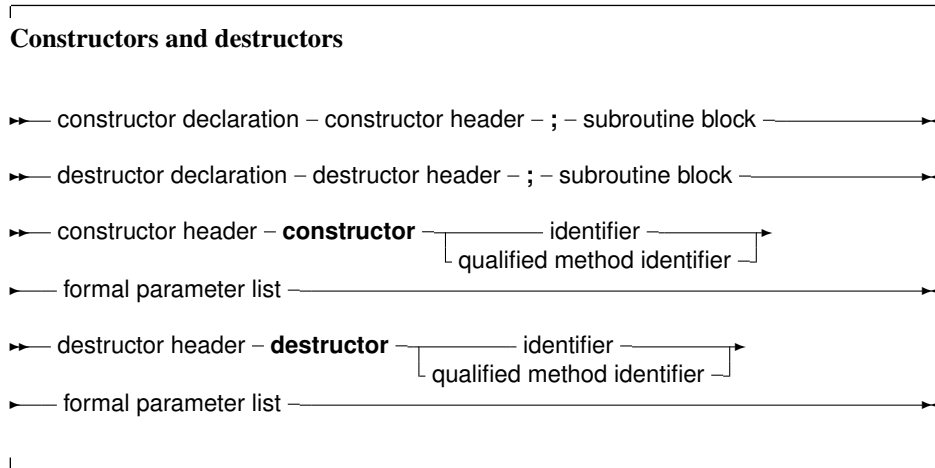 Constructors and destructors
constructor declaration – constructor header – ; – subroutine block
destructor declaration – destructor header – ; – subroutine block
constructor header – constructor – identifier
qualified method identifier
formal parameter list
destructor header – destructor – identifier
qualified method identifier
formal parameter list